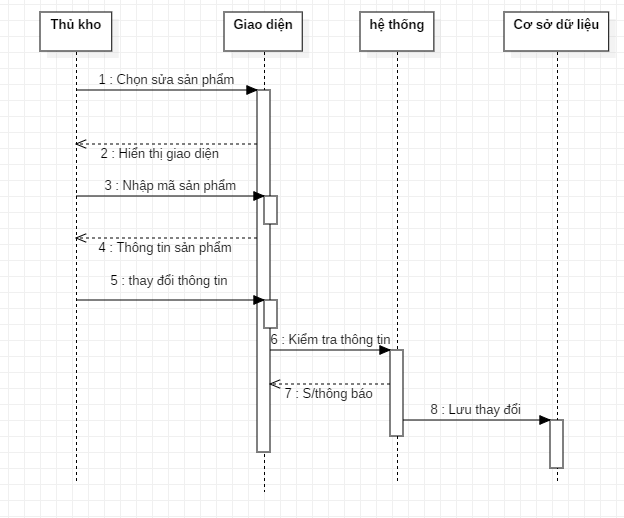 Thủ kho
Giao diện
hệ thống
Cơ sở dữ liệu
1 : Chọn sửa sản phẩm
2 : Hiển thị giao diện
3 : Nhập mã sản phẩm
4 : Thông tin sản phẩm
5 : thay đổi thông tin
6 : Kiểm tra thông tin
7 : S/thông báo
8 : Lưu thay đổi